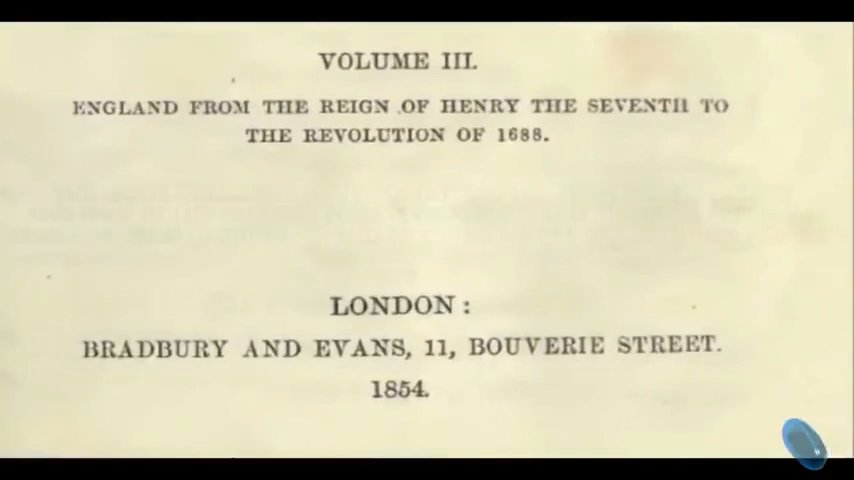 VOLUME III.
ENGLAND FROM THE REIGN OF HENRY THE SEVENTH TO
THE REVOLUTION OF 1688.
LONDON:
BRADBURY AND EVANS, 11, BOUVERIE STREET.
1854.